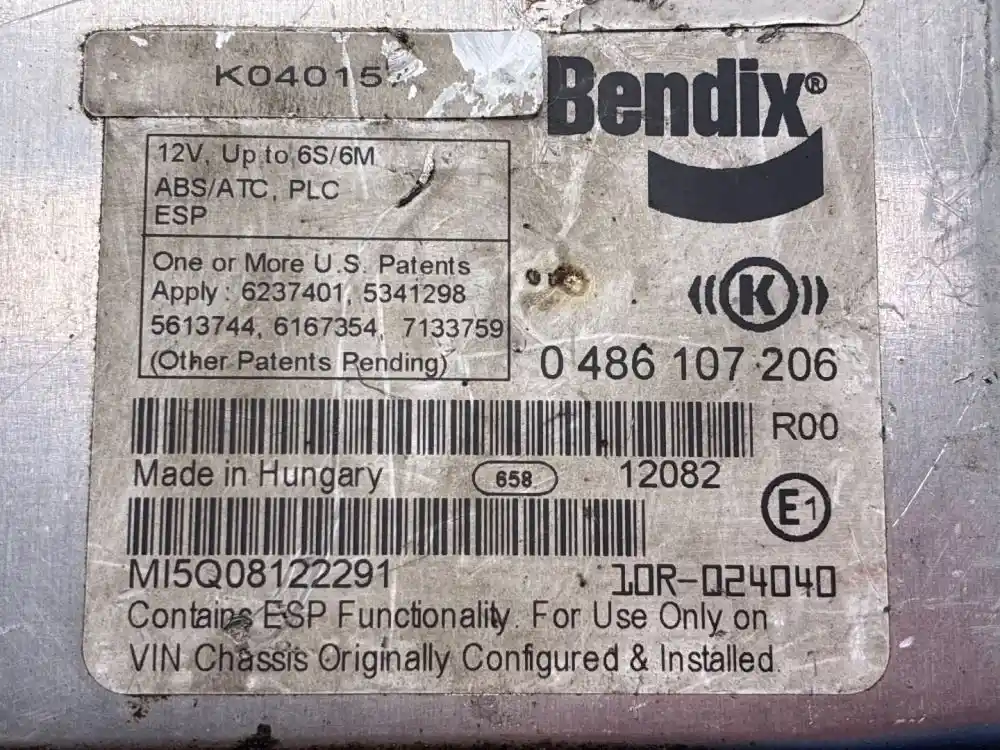 K04015
Bendix®
12V, Up to 6S/6M
ABS/ATC, PLC
ESP
One or More U.S. Patents
Apply : 6237401, 5341298
5613744, 6167354, 7133759
(Other Patents Pending)
((K))
0 486 107 206
R00
Made in Hungary
658
12082
E1
MI5Q08122291
10R-024040
Contains ESP Functionality. For Use Only on
VIN Chassis Originally Configured & Installed.